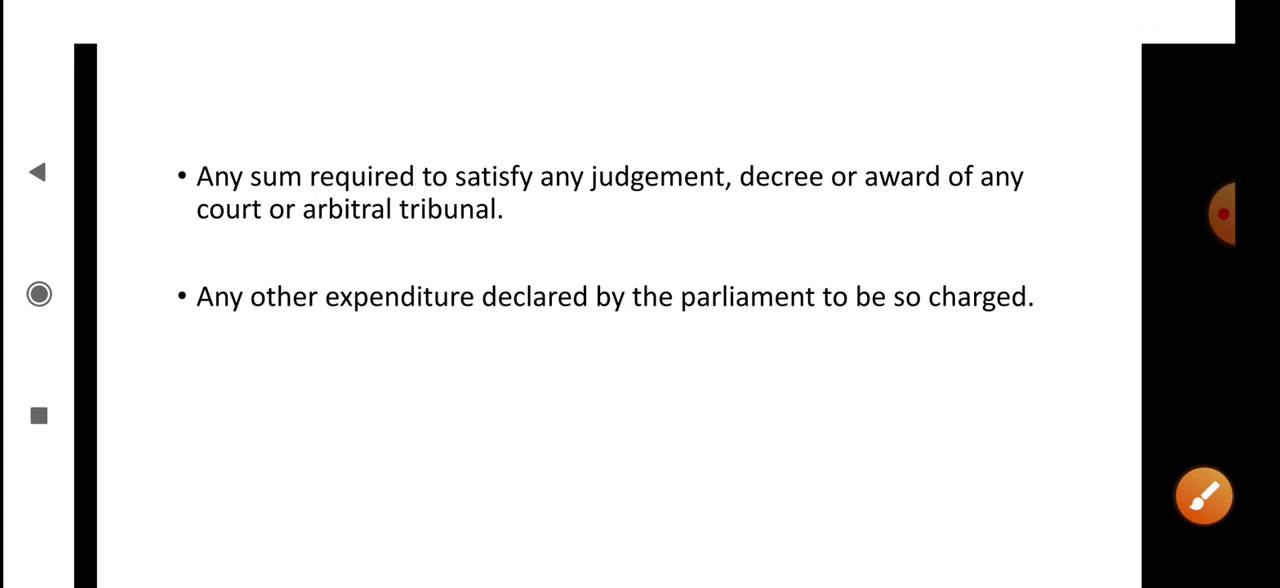 • Any sum required to satisfy any judgement, decree or award of any
court or arbitral tribunal.
• Any other expenditure declared by the parliament to be so charged.